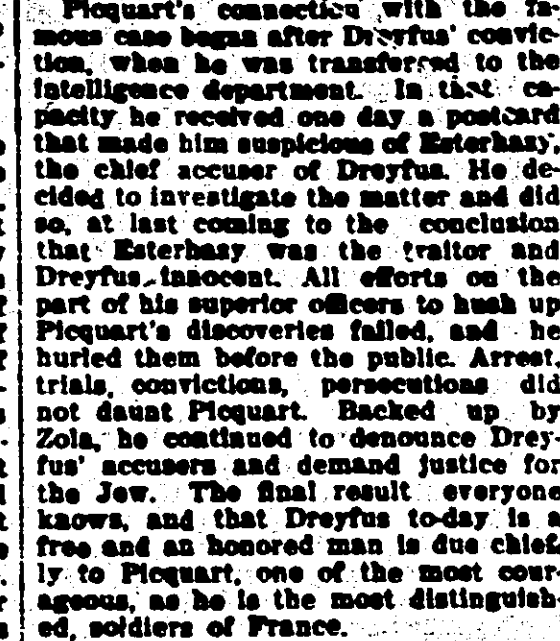 Picquart's connection with the fa-
mous case began after Dreyfus' convic-
tion, when he was transferred to the
intelligence department. In that ca-
pacity he received one day a postcard
that made him suspicious of Esterhazy,
the chief accuser of Dreyfus. He de-
cided to investigate the matter and did
so, at last coming to the conclusion
that Esterhazy was the traitor and
Dreyfus innocent. All efforts on the
part of his superior officers to hush up
Picquart's discoveries failed, and he
hurled them before the public. Arrest,
trials, convictions, persecutions did
not daunt Picquart. Backed up by
Zola, he continued to denounce Drey-
fus' accusers and demand justice for
the Jew. The final result everyone
knows, and that Dreyfus to-day is a
free and an honored man is due chief-
ly to Picquart, one of the most cour-
ageous, as he is the most distinguish-
ed, soldiers of France.